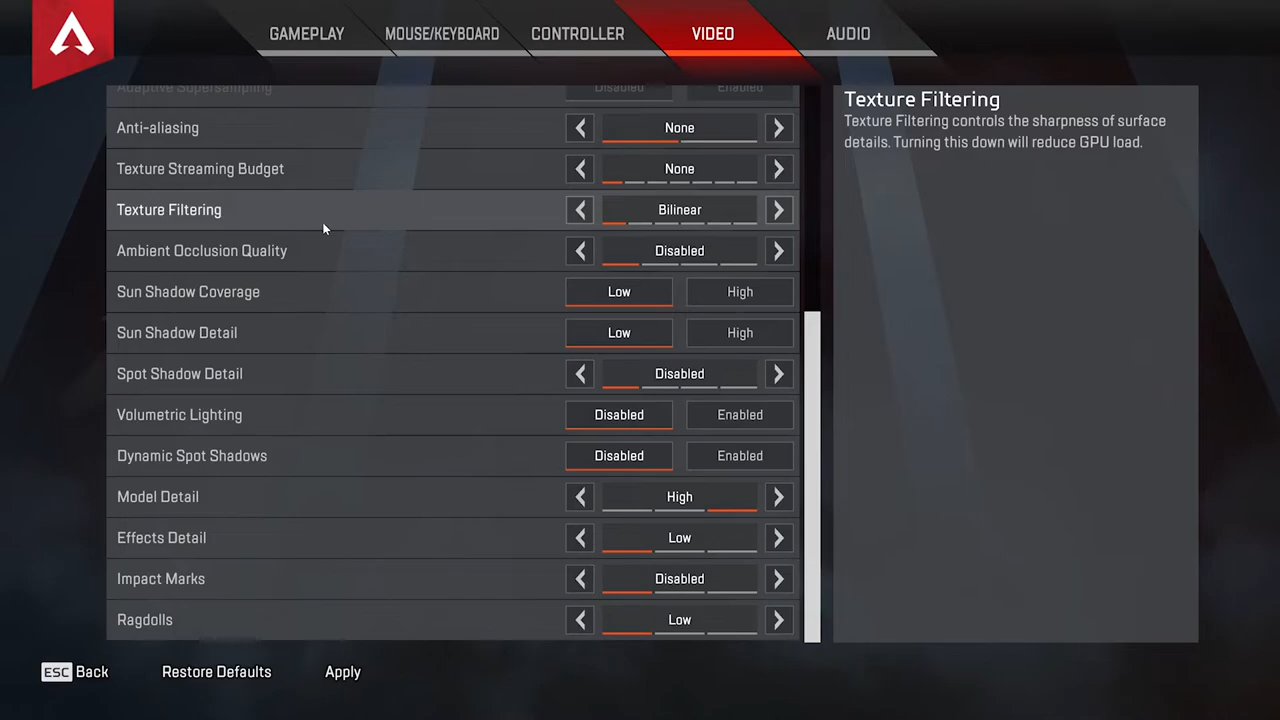 GAMEPLAY MOUSE/KEYBOARD CONTROLLER VIDEO AUDIO
Adaptive Supersampling Disabled Enabled
Anti-aliasing None
Texture Streaming Budget None
Texture Filtering Bilinear
Ambient Occlusion Quality Disabled
Sun Shadow Coverage Low High
Sun Shadow Detail Low High
Spot Shadow Detail Disabled
Volumetric Lighting Disabled Enabled
Dynamic Spot Shadows Disabled Enabled
Model Detail High
Effects Detail Low
Impact Marks Disabled
Ragdolls Low
Texture Filtering
Texture Filtering controls the sharpness of surface
details. Turning this down will reduce GPU load.
ESC Back Restore Defaults Apply